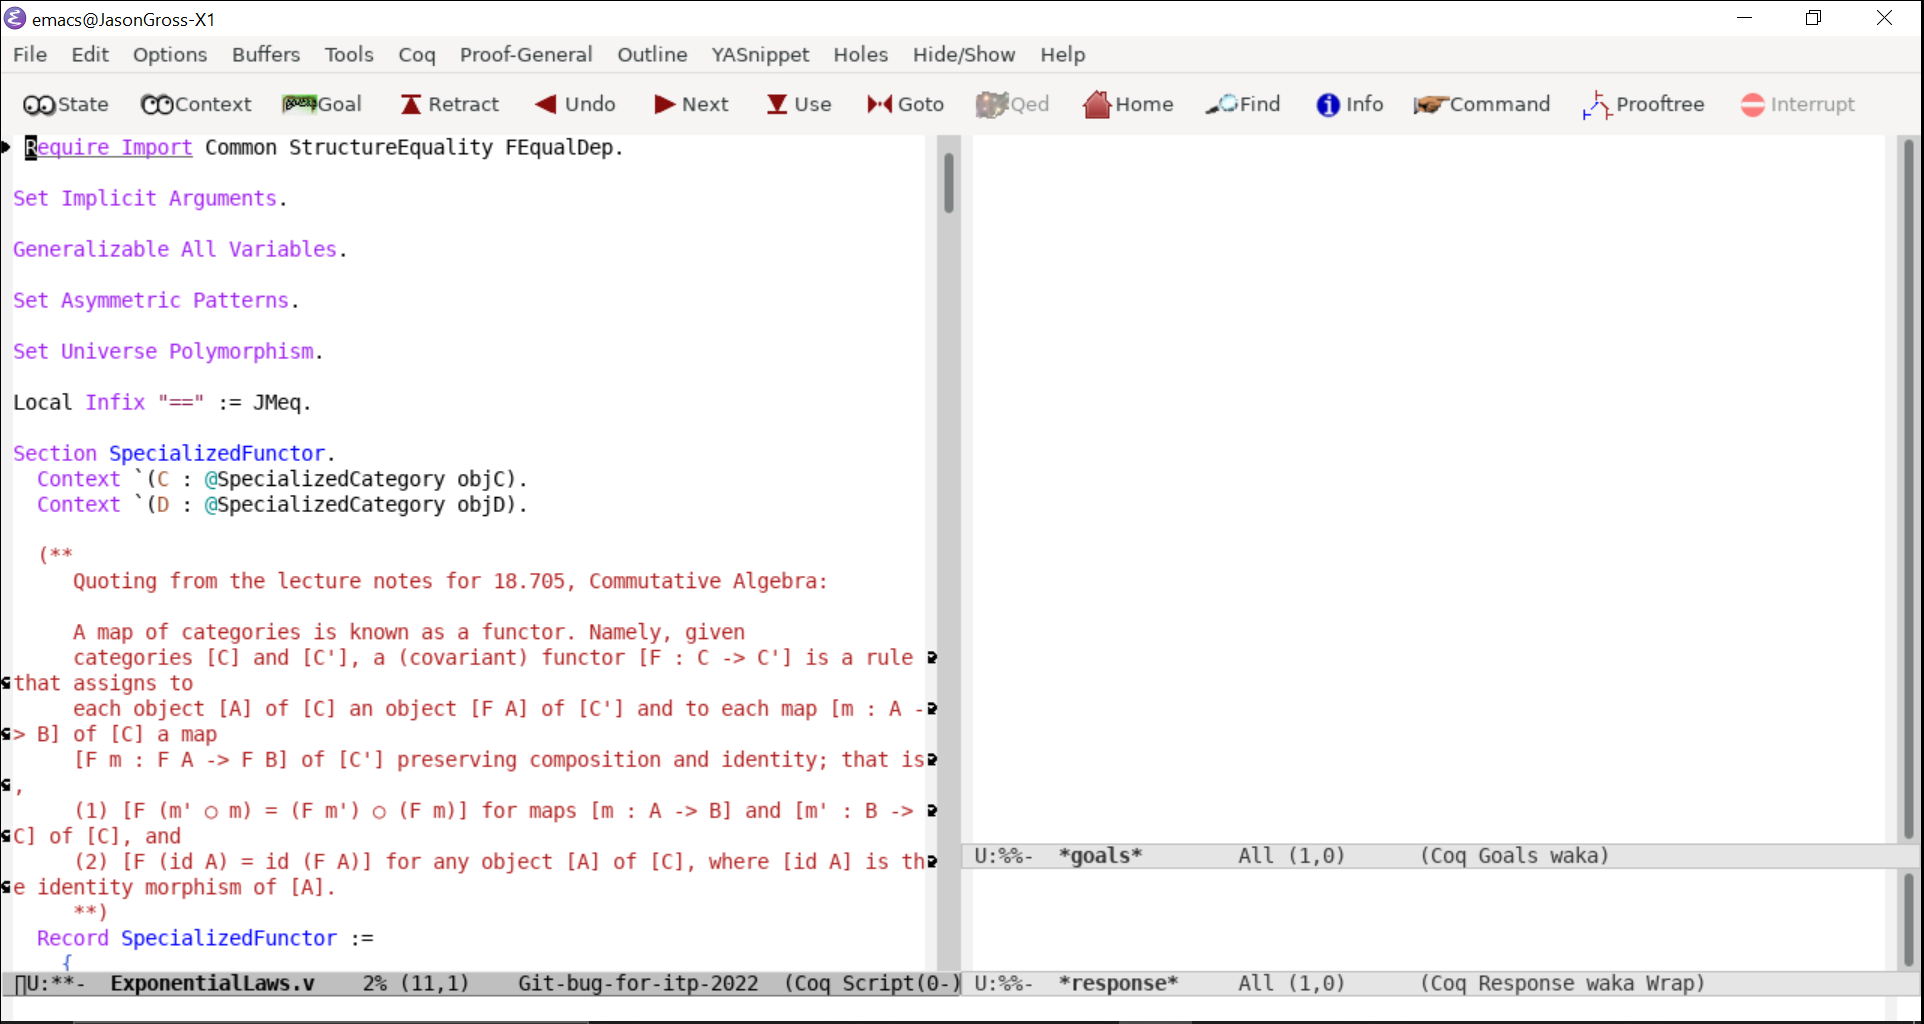 emacs@JasonGross-X1
File Edit Options Buffers Tools Coq Proof-General Outline YASnippet Holes Hide/Show Help
State Context Goal Retract Undo Next Use Goto Qed Home Find Info Command Prooftree Interrupt
Require Import Common StructureEquality FEqualDep.
Set Implicit Arguments.
Generalizable All Variables.
Set Asymmetric Patterns.
Set Universe Polymorphism.
Local Infix "==" := JMeq.
Section SpecializedFunctor.
Context `(C : @SpecializedCategory objC).
Context `(D : @SpecializedCategory objD).
(**
Quoting from the lecture notes for 18.705, Commutative Algebra:
A map of categories is known as a functor. Namely, given
categories [C] and [C'], a (covariant) functor [F : C -> C'] is a rule
that assigns to
each object [A] of [C] an object [F A] of [C'] and to each map [m : A -
> B] of [C] a map
[F m : F A -> F B] of [C'] preserving composition and identity; that is
,
(1) [F (m' ○ m) = (F m') ○ (F m)] for maps [m : A -> B] and [m' : B ->
C] of [C], and
(2) [F (id A) = id (F A)] for any object [A] of [C], where [id A] is th
e identity morphism of [A].
**)
Record SpecializedFunctor :=
{
U:**- ExponentialLaws.v 2% (11,1) Git-bug-for-itp-2022 (Coq Script(0-)
U:%%- *goals* All (1,0) (Coq Goals waka)
U:%%- *response* All (1,0) (Coq Response waka Wrap)